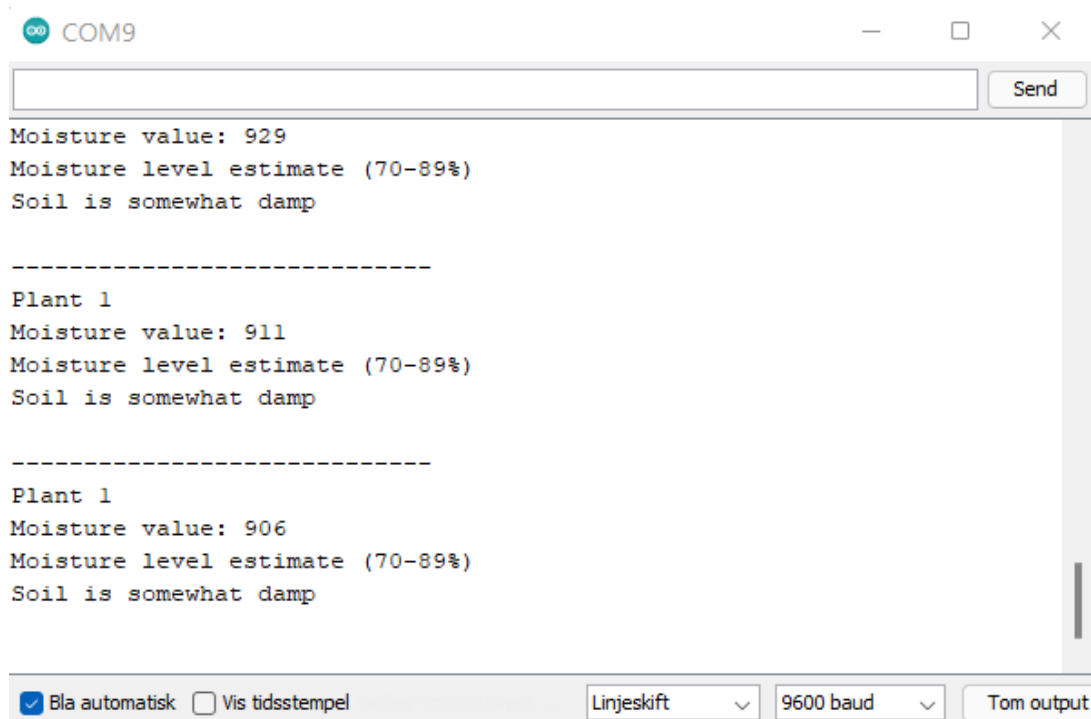 COM9
Send
Moisture value: 929
Moisture level estimate (70-89%)
Soil is somewhat damp
-----------------------------
Plant 1
Moisture value: 911
Moisture level estimate (70-89%)
Soil is somewhat damp
-----------------------------
Plant 1
Moisture value: 906
Moisture level estimate (70-89%)
Soil is somewhat damp
Bla automatisk Vis tidsstempel Linjeskift 9600 baud Tom output